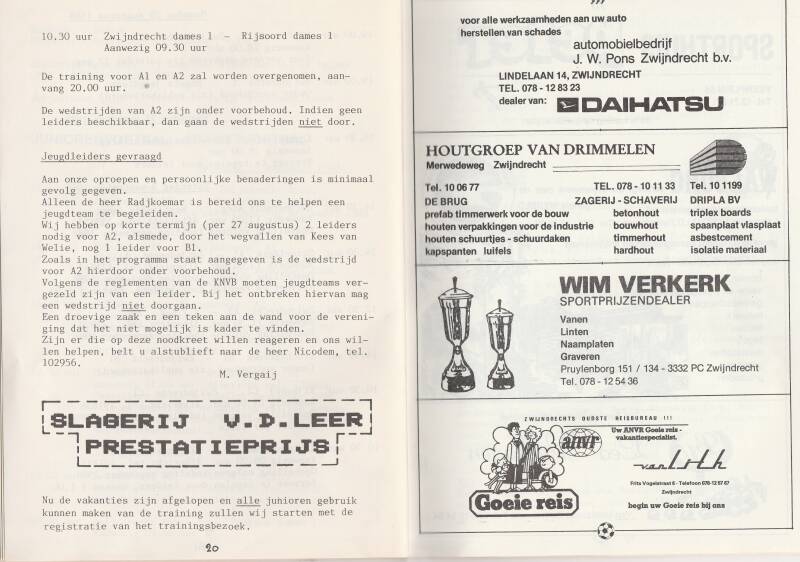 10.30 uur Zwijndrecht dames 1 - Rijsoord dames 1
Aanwezig 09.30 uur
De training voor A1 en A2 zal worden overgenomen, aan-
vang 20.00 uur.
De wedstrijden van A2 zijn onder voorbehoud. Indien geen
leiders beschikbaar, dan gaan de wedstrijden niet door.
Jeugdleiders gevraagd
Aan onze oproepen en persoonlijke benaderingen is minimaal
gevolg gegeven.
Alleen de heer Radjkoemar is bereid ons te helpen een
jeugdteam te begeleiden.
Wij hebben op korte termijn (per 27 augustus) 2 leiders
nodig voor A2, alsmede, door het wegvallen van Kees van
Welie, nog 1 leider voor B1.
Zoals in het programma staat aangegeven is de wedstrijd
voor A2 hierdoor onder voorbehoud.
Volgens de reglementen van de KNVB moeten jeugdteams ver-
gezeld zijn van een leider. Bij het ontbreken hiervan mag
een wedstrijd niet doorgaan.
Een droevige zaak en een teken aan de wand voor de vereni-
ging dat het niet mogelijk is kader te vinden.
Zijn er die op deze noodkreet willen reageren en ons wil-
len helpen, belt u alstublieft naar de heer Nicodem, tel.
102956.
M. Vergaij
SLAGERIJ V.D.LEER
PRESTATIEPRIJS
Nu de vakanties zijn afgelopen en alle junioren gebruik
kunnen maken van de training zullen wij starten met de
registratie van het trainingsbezoek.
20
voor alle werkzaamheden aan uw auto
herstellen van schades
automobielbedrijf
J. W. Pons Zwijndrecht b.v.
LINDELAAN 14, ZWIJNDRECHT
TEL. 078 - 12 83 23
dealer van: DAIHATSU
HOUTGROEP VAN DRIMMELEN
Merwedeweg Zwijndrecht
Tel. 10 06 77 TEL. 078 - 10 11 33 Tel. 10 1199
DE BRUG ZAGERIJ - SCHAVERIJ DRIPLA BV
prefab timmerwerk voor de bouw betonhout triplex boards
houten verpakkingen voor de industrie bouwhout spaanplaat vlasplaat
houten schuurtjes - schuurdaken timmerhout asbestcement
kapspanten luifels hardhout isolatie materiaal
WIM VERKERK
SPORTPRIJZENDEALER
Vanen
Linten
Naamplaten
Graveren
Pruylenborg 151 / 134 - 3332 PC Zwijndrecht
Tel. 078 - 12 54 36
ZWIJNDRECHTS OUDSTE REISBUREAU !!!
Uw ANVR Goeie reis -
vakantiespecialist.
anvr
van Loth
Frits Vogelstraat 6 - Telefoon 078-12 67 67
Zwijndrecht
Goeie reis
begin uw Goeie reis bij ons